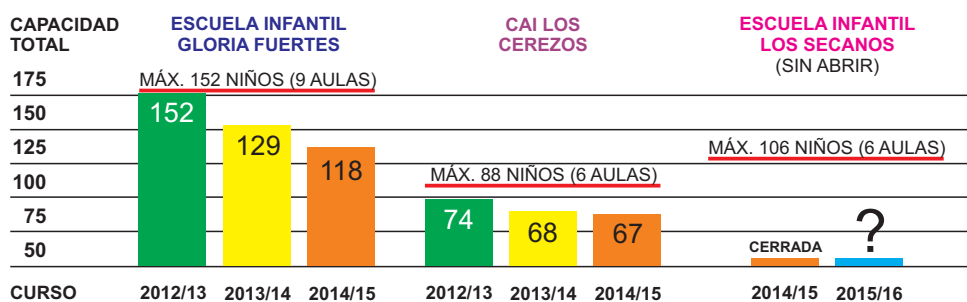 CAPACIDAD
TOTAL
ESCUELA INFANTIL
GLORIA FUERTES
CAI LOS
CEREZOS
ESCUELA INFANTIL
LOS SECANOS
(SIN ABRIR)
175
MÁX. 152 NIÑOS (9 AULAS)
150
152
129
125
118
MÁX. 106 NIÑOS (6 AULAS)
100
MÁX. 88 NIÑOS (6 AULAS)
75
74
68
67
50
CERRADA
?
CURSO
2012/13 2013/14 2014/15
2012/13 2013/14 2014/15
2014/15 2015/16